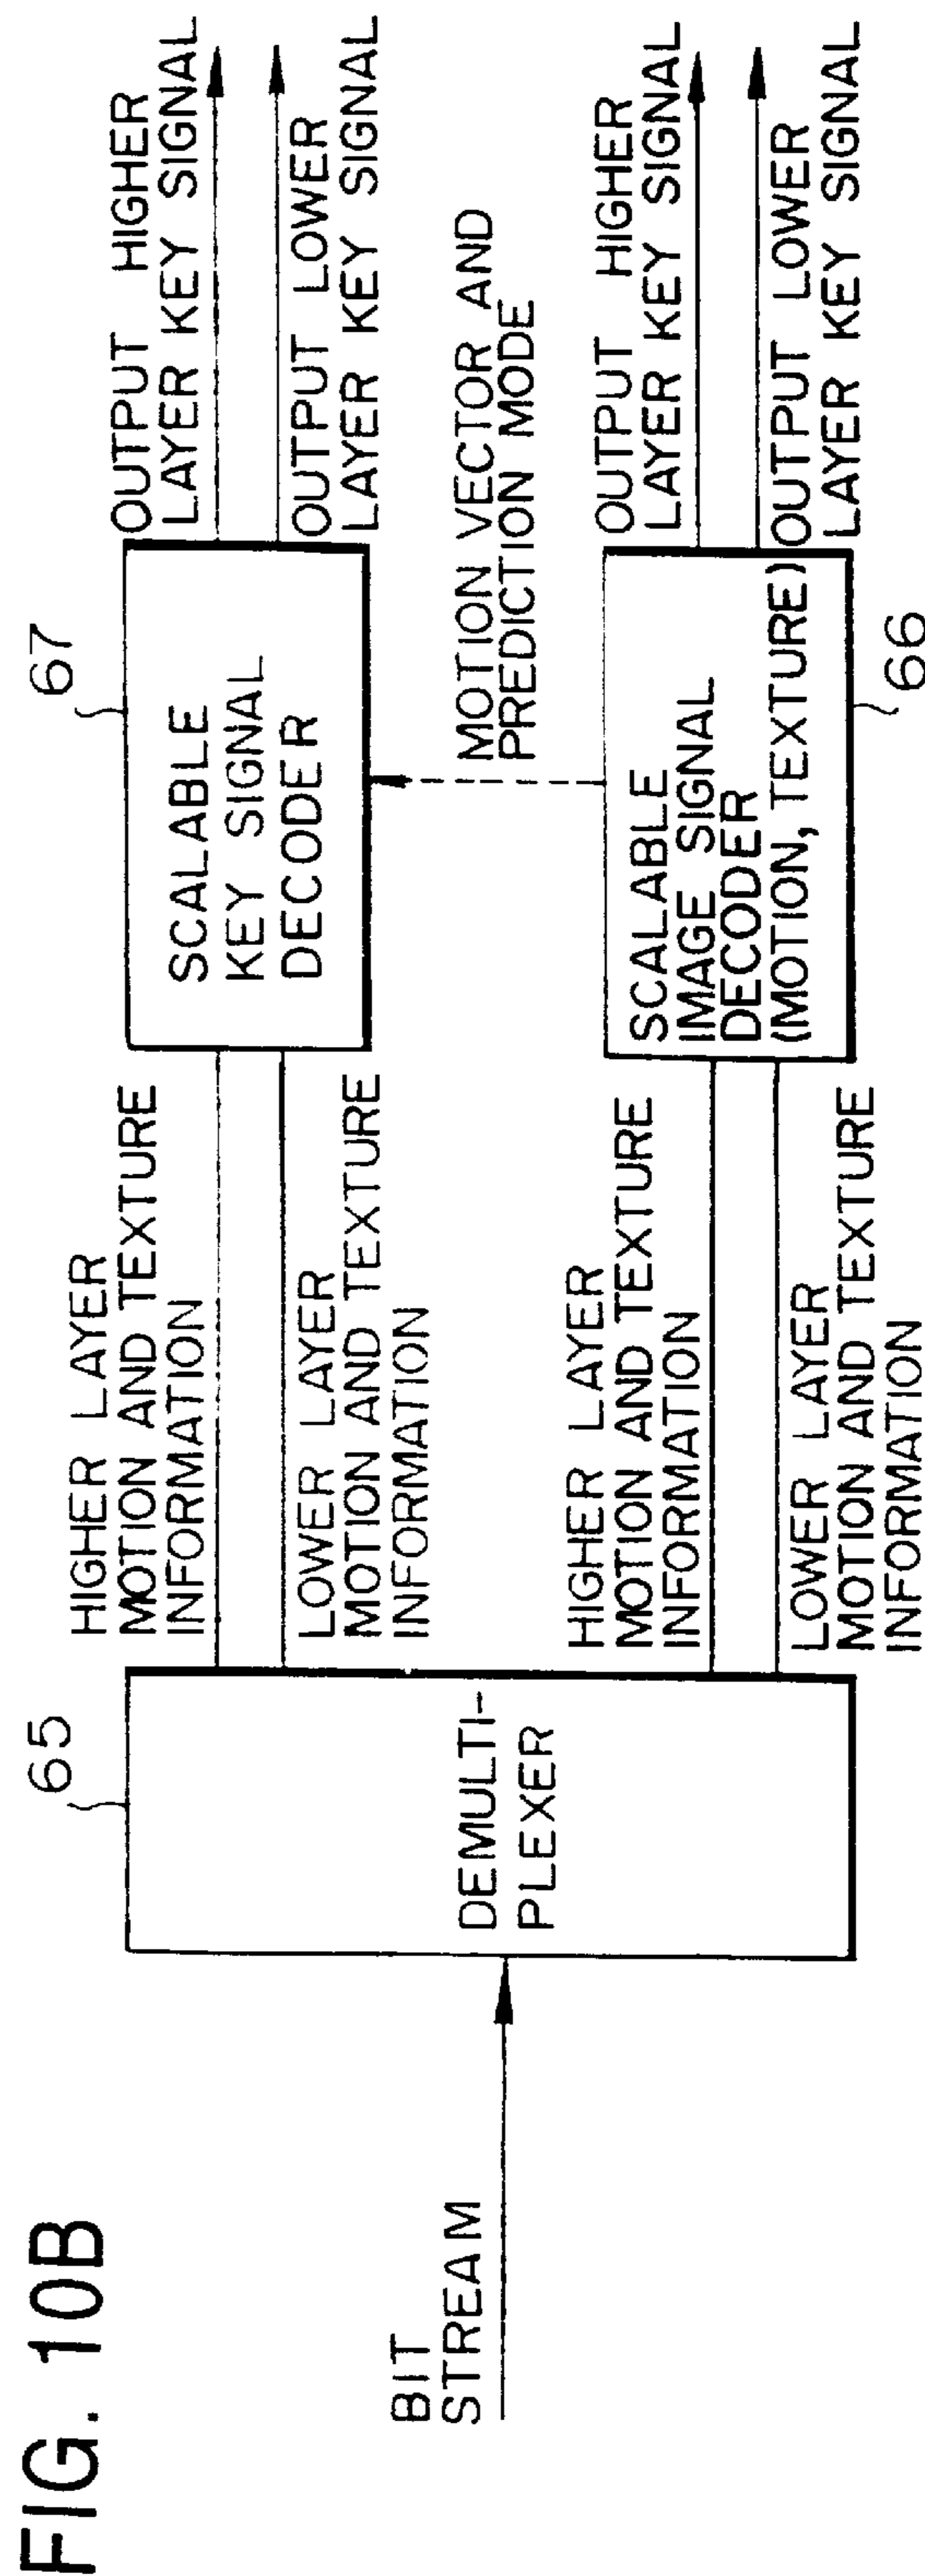 FIG. 10B
BIT
STREAM
65
DEMULTI-
PLEXER
HIGHER LAYER
MOTION AND TEXTURE
INFORMATION
LOWER LAYER
MOTION AND TEXTURE
INFORMATION
HIGHER LAYER
MOTION AND TEXTURE
INFORMATION
LOWER LAYER
MOTION AND TEXTURE
INFORMATION
67
SCALABLE
KEY SIGNAL
DECODER
MOTION VECTOR AND
PREDICTION MODE
SCALABLE
IMAGE SIGNAL
DECODER
(MOTION, TEXTURE)
66
OUTPUT HIGHER
LAYER KEY SIGNAL
OUTPUT LOWER
LAYER KEY SIGNAL
OUTPUT HIGHER
LAYER KEY SIGNAL
OUTPUT LOWER
LAYER KEY SIGNAL